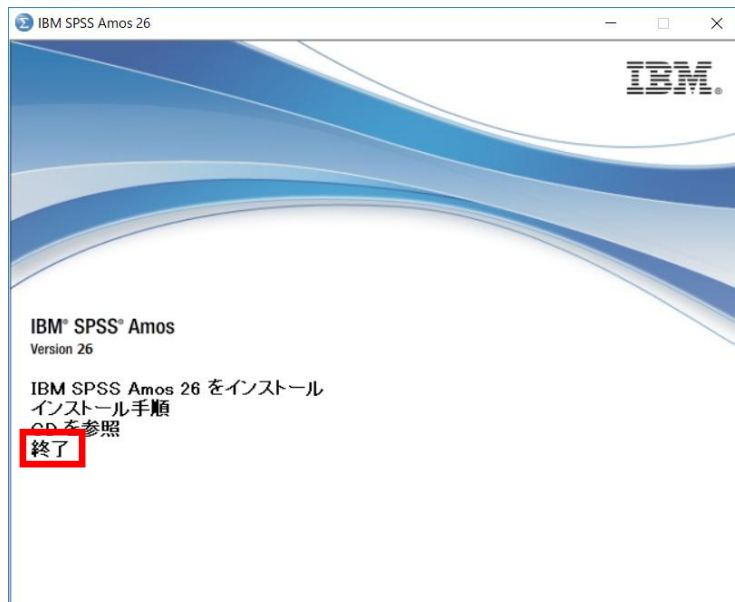 IBM SPSS Amos 26
IBM®
IBM® SPSS® Amos
Version 26
IBM SPSS Amos 26 をインストール
インストール手順
CD を参照
終了